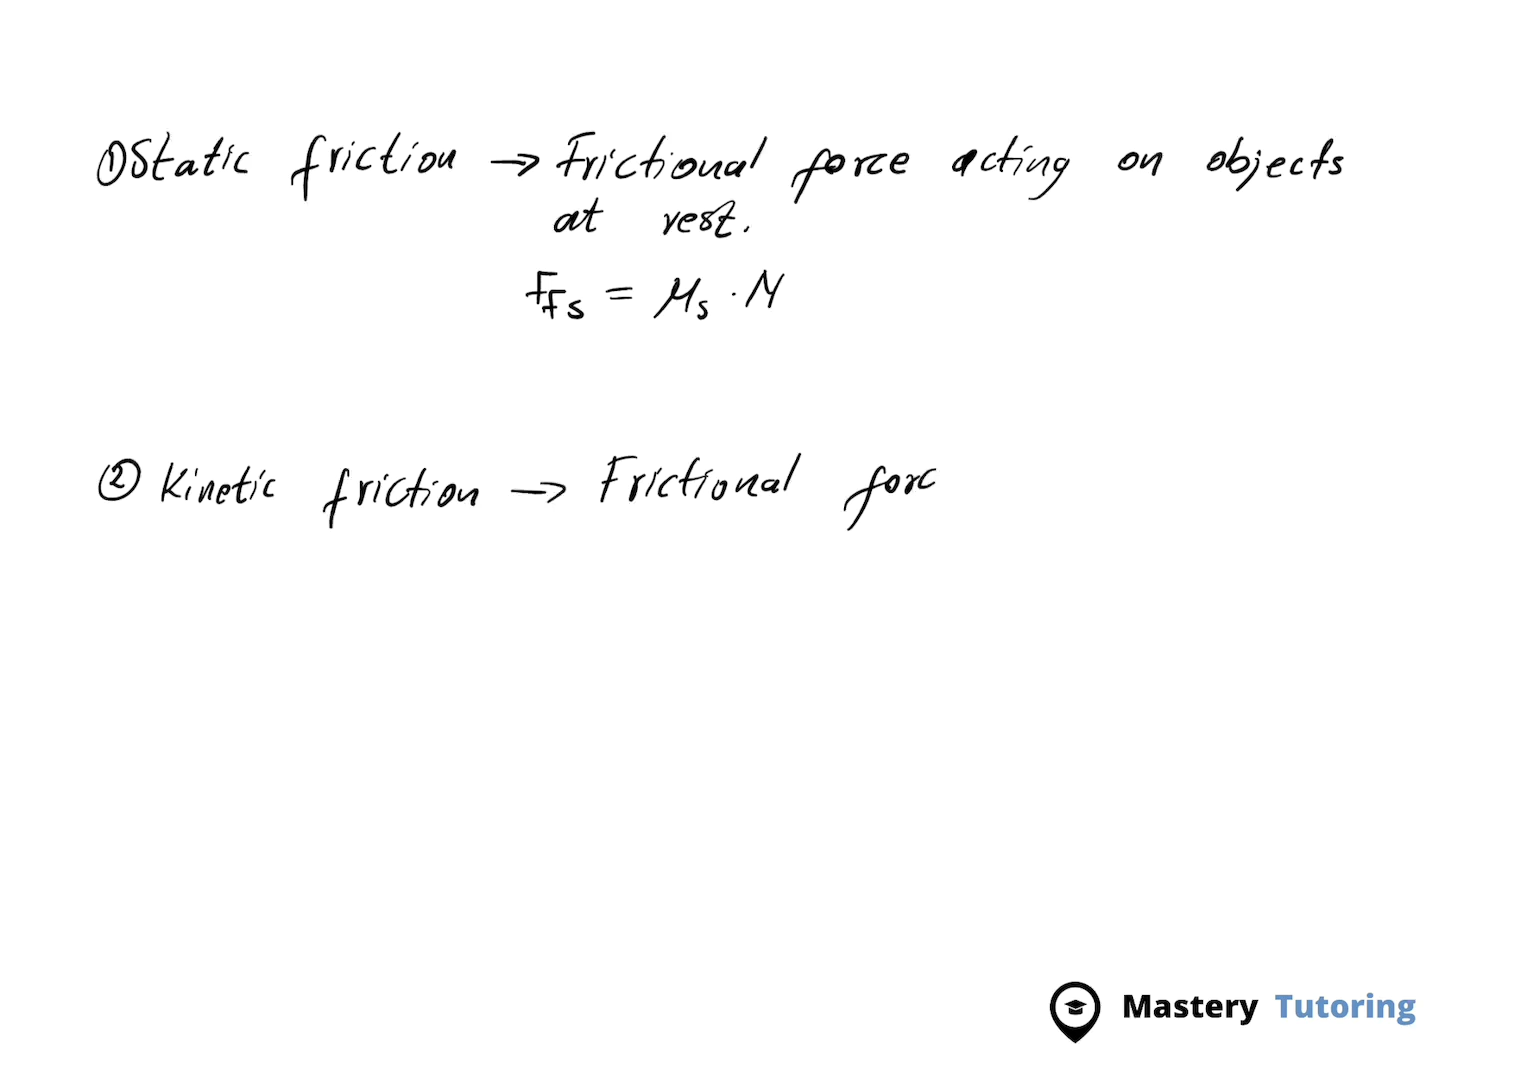 ①Static friction → Frictional force acting on objects
at rest.
F_Fs = μs · N
② Kinetic friction → Frictional forc
Mastery Tutoring